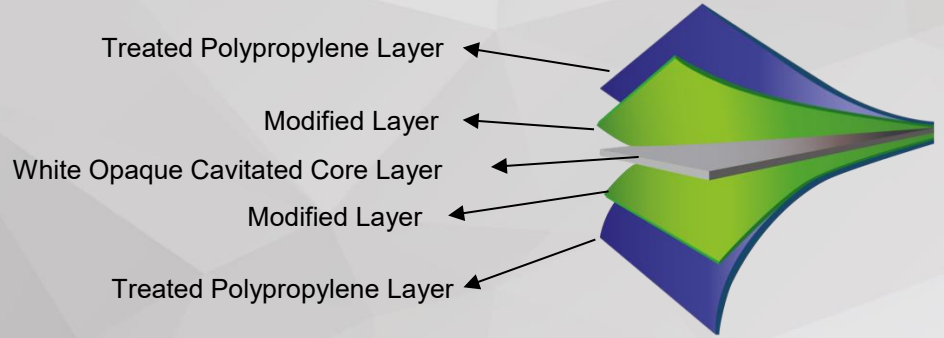 Treated Polypropylene Layer
Modified Layer
White Opaque Cavitated Core Layer
Modified Layer
Treated Polypropylene Layer